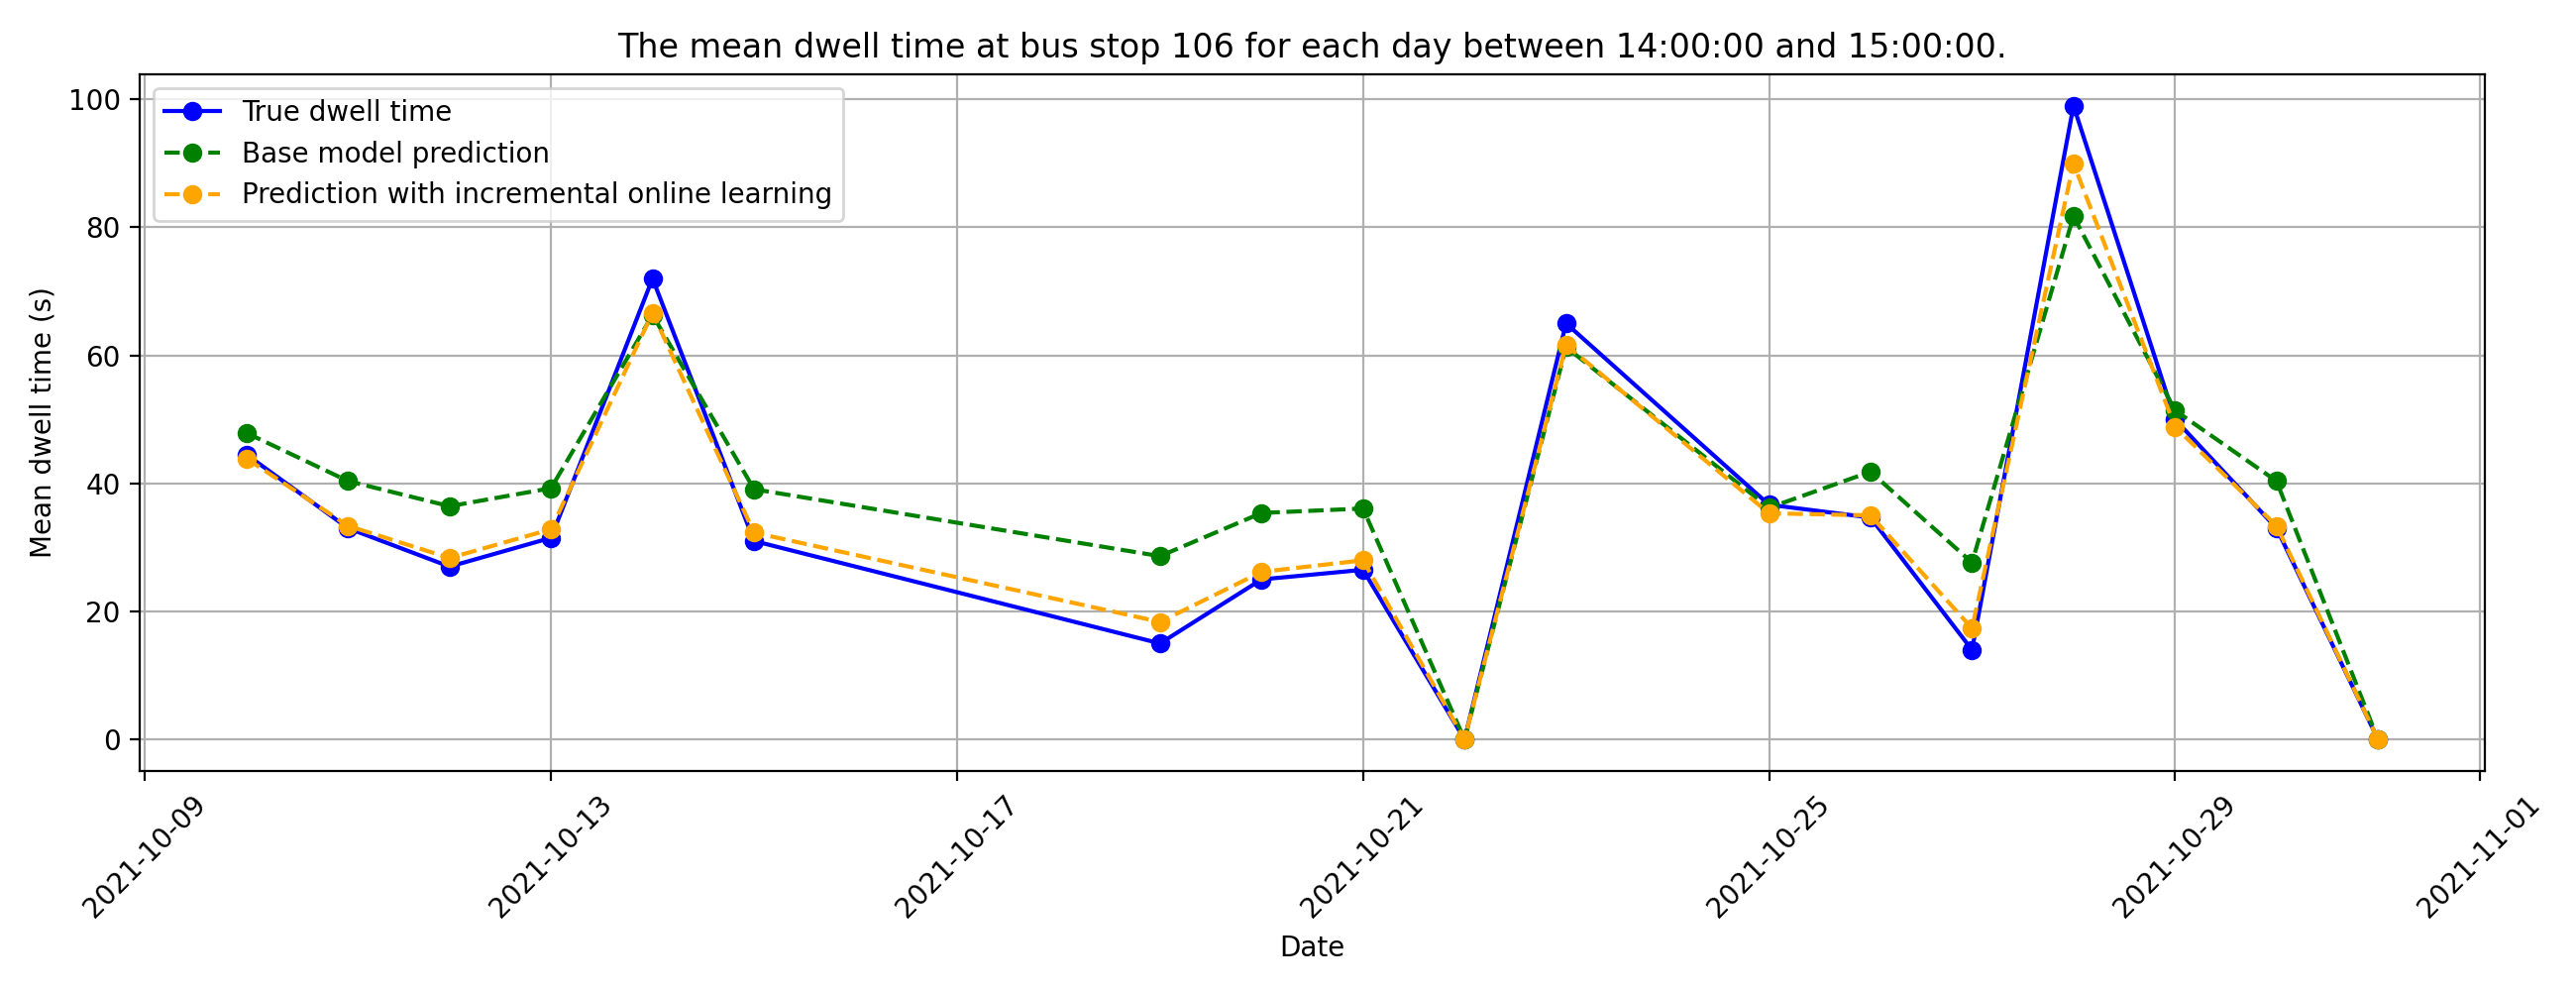 The mean dwell time at bus stop 106 for each day between 14:00:00 and 15:00:00.
True dwell time
Base model prediction
Prediction with incremental online learning
Mean dwell time (s)
100
80
60
40
20
0
2021-10-09
2021-10-13
2021-10-17
2021-10-21
2021-10-25
2021-10-29
2021-11-01
Date